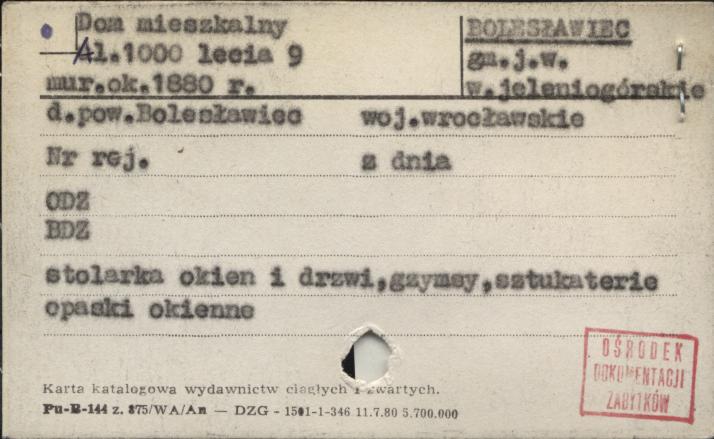 Dom mieszkalny
BOLESŁAWIEC
Al.1000 lecia 9
gm.j.w.
mur.ok.1880 r.
w.jeleniogórskie
d.pow.Bolesławiec woj.wrocławskie
Nr rej. z dnia
ODZ
BDZ
stolarka okien i drzwi,gzymsy,sztukaterie
opaski okienne
OŚRODEK
DOKUMENTACJI
ZABYTKÓW
Karta katalogowa wydawnictw ciągłych i zwartych.
Pu-B-144 z. 875/WA/An — DZG - 1501-1-346 11.7.80 5.700.000